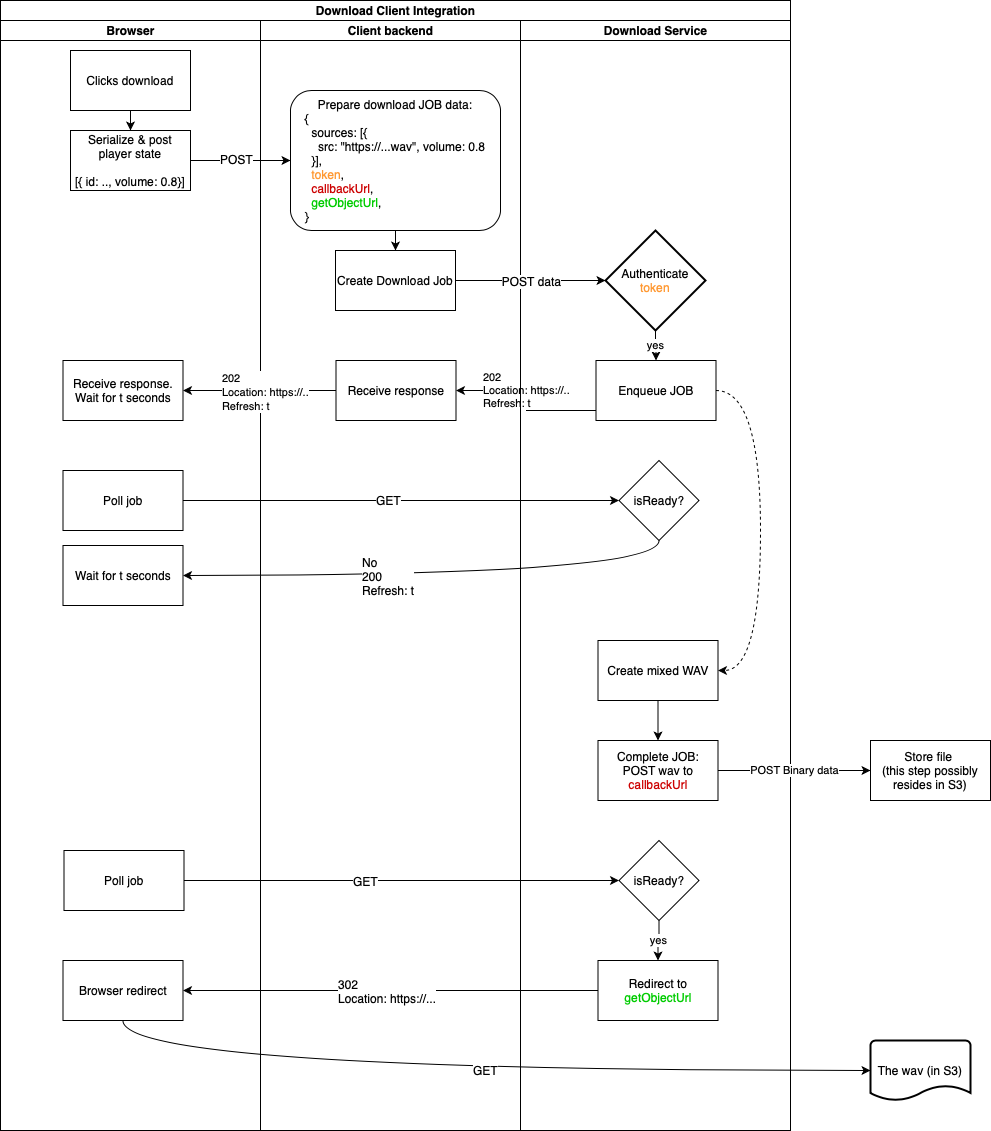 Download Client Integration
Browser
Client backend
Download Service
Clicks download
Serialize & post
player state
[{ id: .., volume: 0.8}]
POST
Prepare download JOB data:
{
sources: [{
src: "https://...wav", volume: 0.8
}],
token,
callbackUrl,
getObjectUrl,
}
Create Download Job
POST data
Authenticate
token
yes
Enqueue JOB
202
Location: https://..
Refresh: t
Receive response
202
Location: https://..
Refresh: t
Receive response.
Wait for t seconds
Poll job
GET
isReady?
No
200
Refresh: t
Wait for t seconds
Create mixed WAV
Complete JOB:
POST wav to
callbackUrl
POST Binary data
Store file
(this step possibly
resides in S3)
Poll job
GET
isReady?
yes
Redirect to
getObjectUrl
302
Location: https://...
Browser redirect
GET
The wav (in S3)